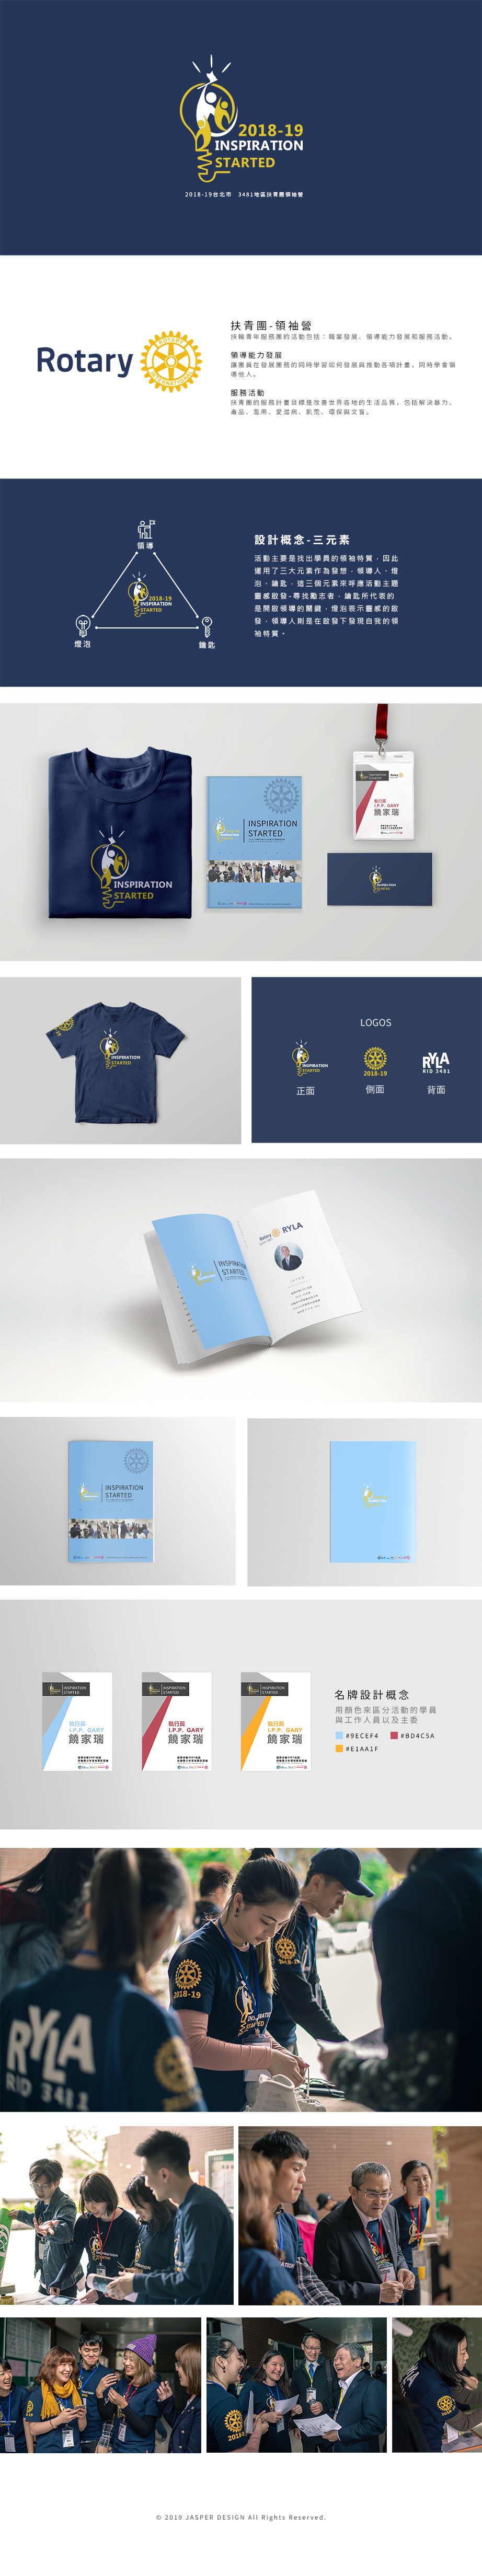 2018-19
INSPIRATION
STARTED
2018-19台北市 3481地區扶青團領袖營
Rotary
ROTARY
INTERNATIONAL
扶青團-領袖營
扶輪青年服務團的活動包括：職業發展、領導能力發展和服務活動。
領導能力發展
讓團員在發展團務的同時學習如何發展與推動各項計畫，同時學會領
導他人。
服務活動
扶青團的服務計畫目標是改善世界各地的生活品質，包括解決暴力、
毒品、濫用、愛滋病、飢荒、環保與文盲。
領導
2018-19
INSPIRATION
STARTED
燈泡
鑰匙
設計概念-三元素
活動主要是找出學員的領袖特質，因此
運用了三大元素作為發想，領導人、燈
泡、鑰匙，這三個元素來呼應活動主題
靈感啟發-尋找勵志者，鑰匙所代表的
是開啟領導的關鍵，燈泡表示靈感的啟
發，領導人則是在啟發下發現自我的領
袖特質。
INSPIRATION
STARTED
INSPIRATION
STARTED
執行長
I.P.P. GARY
饒家瑞
INSPIRATION
STARTED
LOGOS
INSPIRATION
STARTED
正面
2018-19
側面
RYLA
RID 3481
背面
INSPIRATION
STARTED
Rotary
RYLA
INSPIRATION
STARTED
INSPIRATION
STARTED
執行長
I.P.P. GARY
饒家瑞
INSPIRATION
STARTED
執行長
I.P.P. GARY
饒家瑞
INSPIRATION
STARTED
執行長
I.P.P. GARY
饒家瑞
名牌設計概念
用顏色來區分活動的學員
與工作人員以及主委
#9ECEF4
#BD4C5A
#E1AA1F
2018-19
INSPIRATION
STARTED
2018-19
RYLA
RID 3481
© 2019 JASPER DESIGN All Rights Reserved.